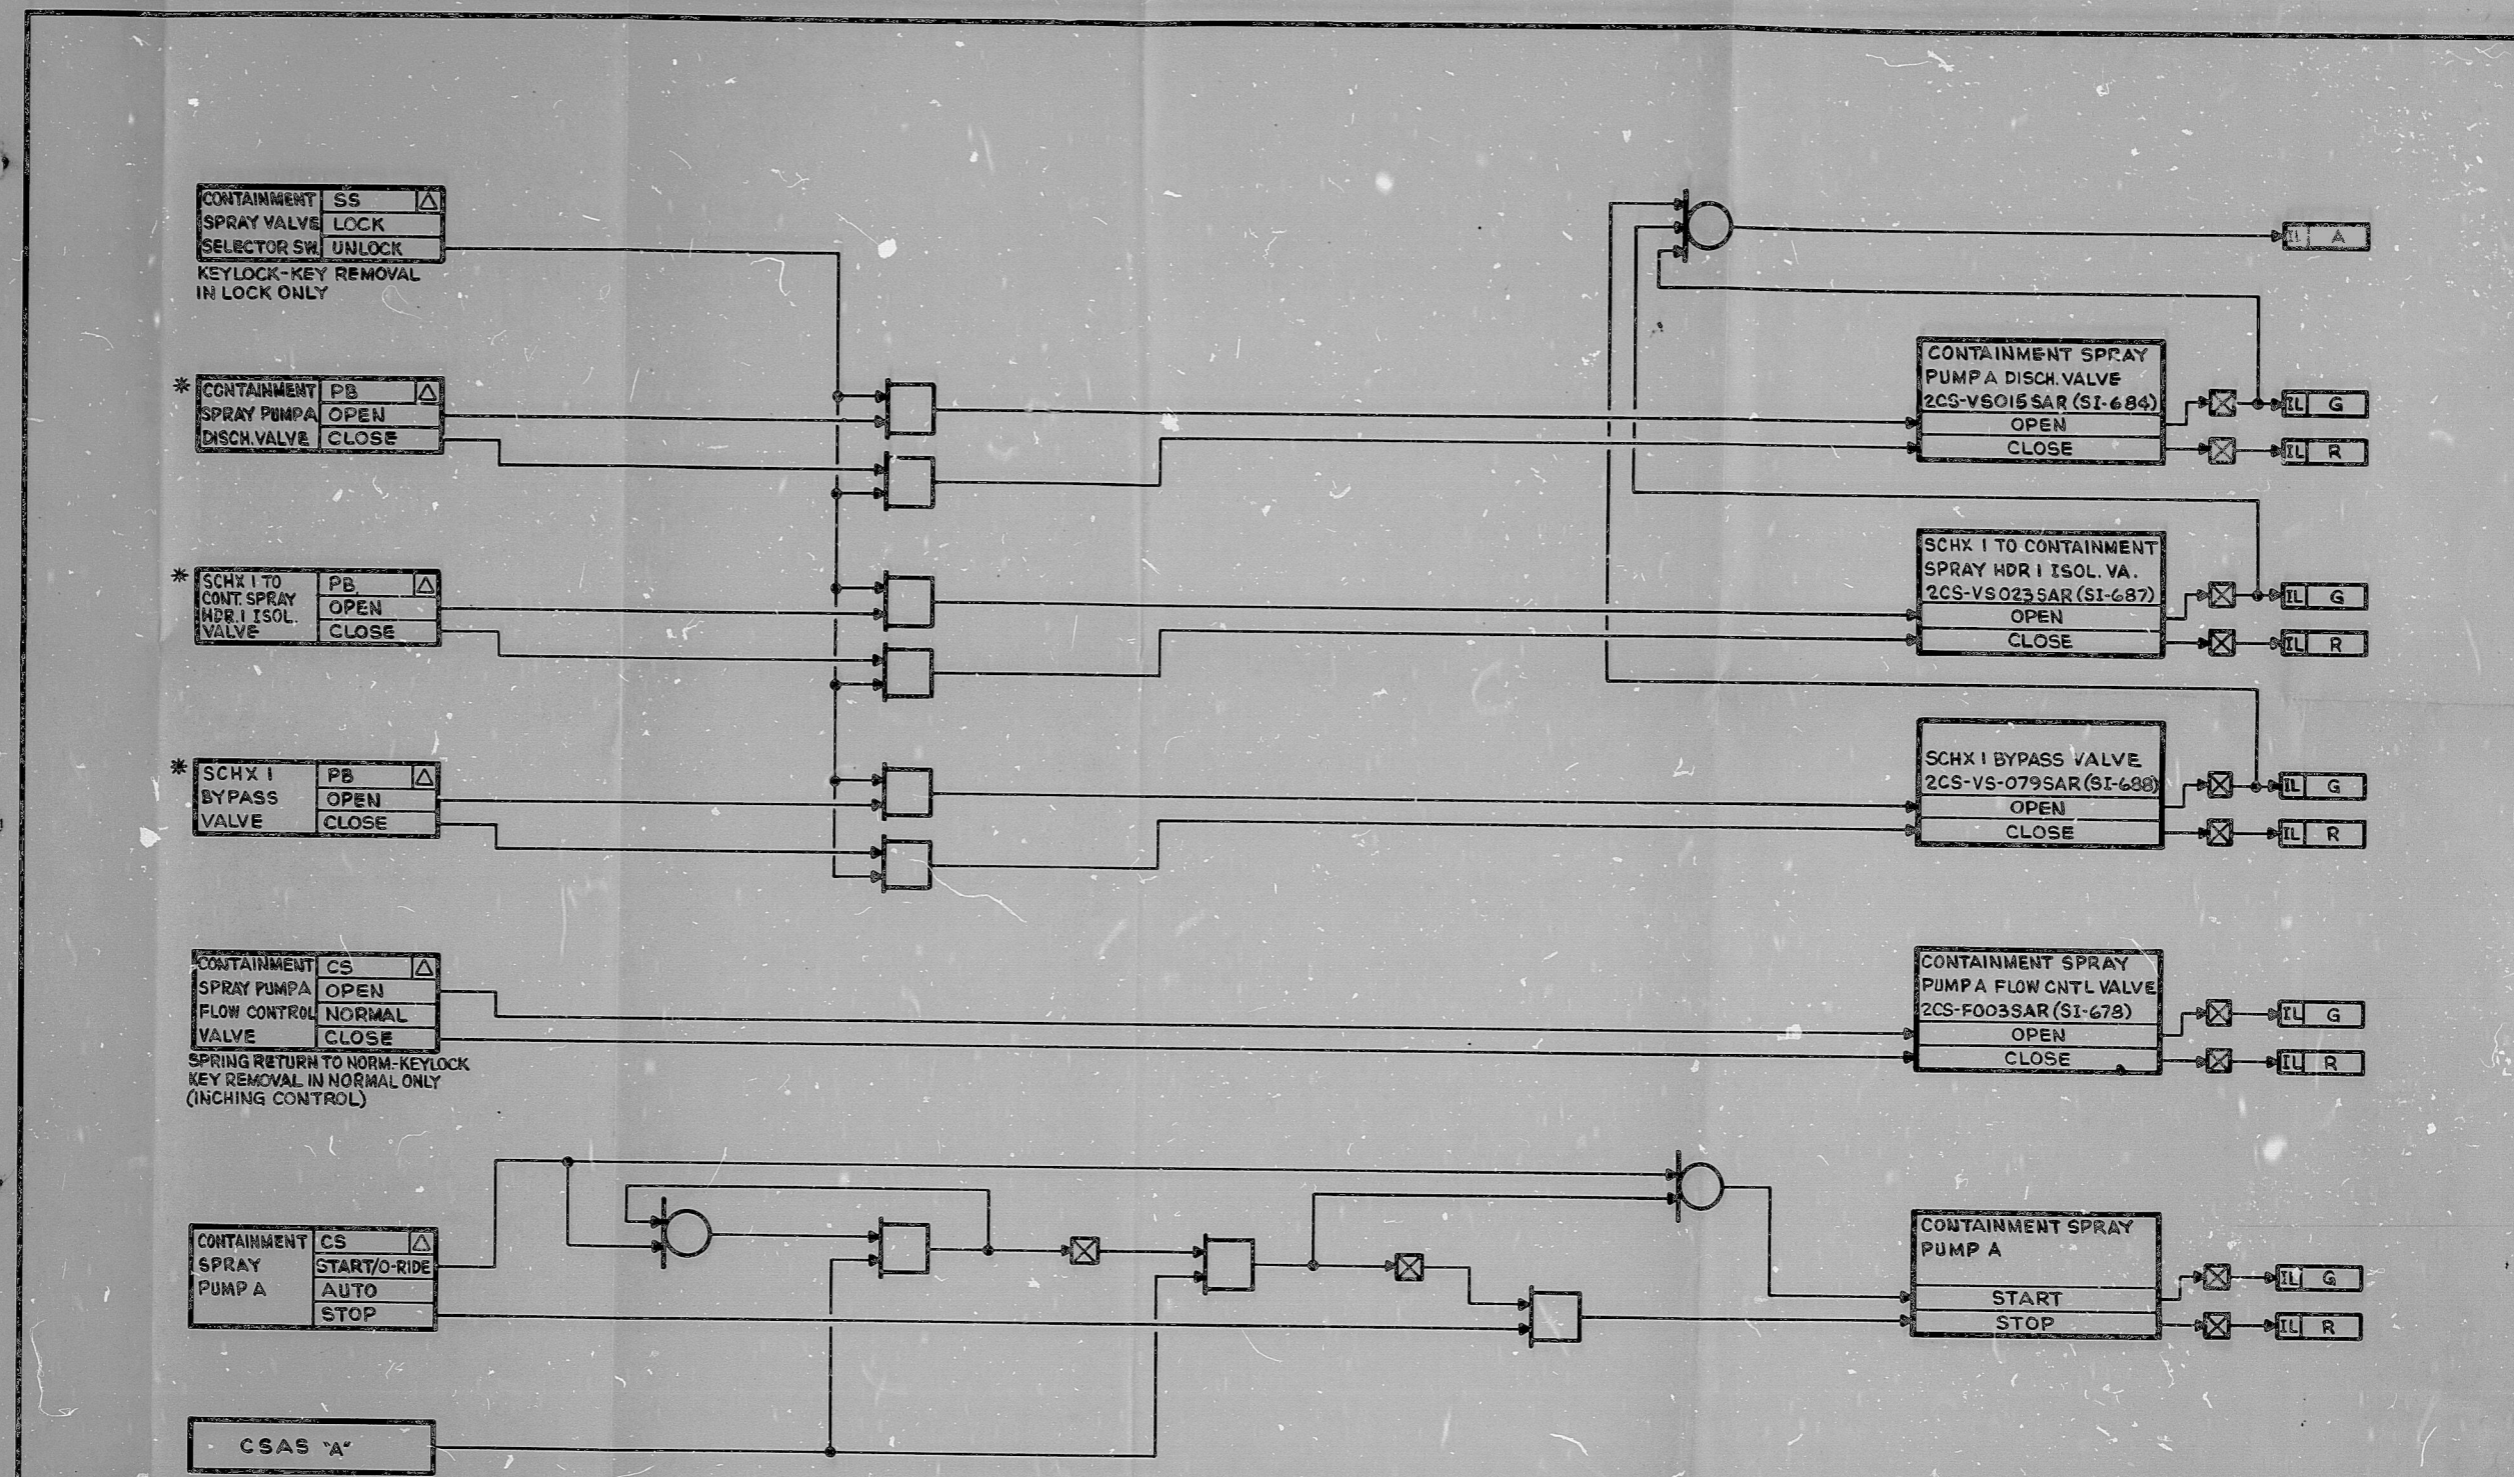 CONTAINMENT SS △
SPRAY VALVE LOCK
SELECTOR SW. UNLOCK
KEYLOCK-KEY REMOVAL
IN LOCK ONLY
IL A
* CONTAINMENT PB △
SPRAY PUMP A OPEN
DISCH. VALVE CLOSE
CONTAINMENT SPRAY
PUMP A DISCH. VALVE
2CS-VS015SAR (SI-684)
OPEN
CLOSE
IL G
IL R
* SCHX 1 TO PB △
CONT. SPRAY OPEN
HDR. 1 ISOL.
VALVE CLOSE
SCHX 1 TO CONTAINMENT
SPRAY HDR 1 ISOL. VA.
2CS-VS023SAR (SI-687)
OPEN
CLOSE
IL G
IL R
* SCHX 1 PB △
BYPASS OPEN
VALVE CLOSE
SCHX 1 BYPASS VALVE
2CS-VS-079SAR (SI-688)
OPEN
CLOSE
IL G
IL R
CONTAINMENT CS △
SPRAY PUMP A OPEN
FLOW CONTROL NORMAL
VALVE CLOSE
SPRING RETURN TO NORM.-KEYLOCK
KEY REMOVAL IN NORMAL ONLY
(INCHING CONTROL)
CONTAINMENT SPRAY
PUMP A FLOW CNTL VALVE
2CS-F003SAR (SI-678)
OPEN
CLOSE
IL G
IL R
CONTAINMENT CS △
SPRAY START/O-RIDE
PUMP A AUTO
STOP
CONTAINMENT SPRAY
PUMP A
START
STOP
IL G
IL R
CSAS "A"